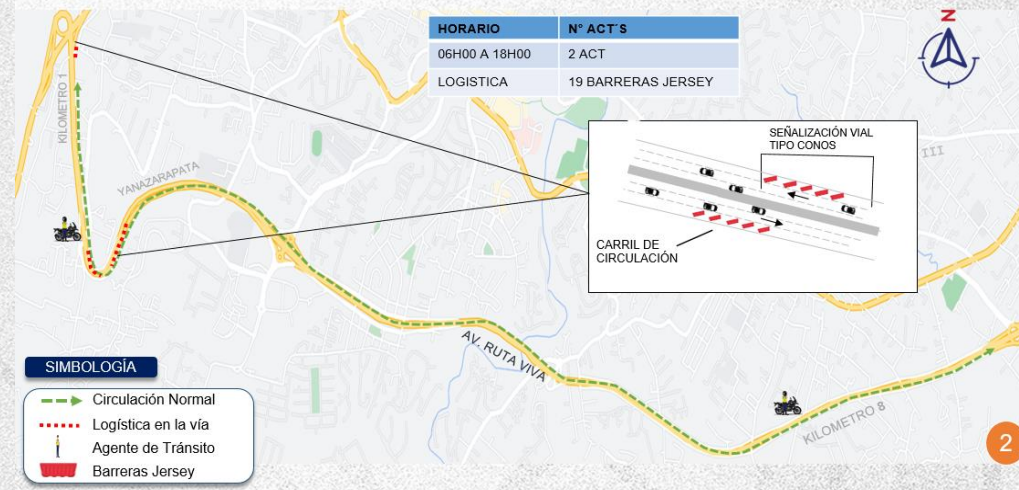 N
HORARIO N° ACT´S
06H00 A 18H00 2 ACT
LOGISTICA 19 BARRERAS JERSEY
KILOMETRO 1
SEÑALIZACIÓN VIAL
TIPO CONOS
III
YANAZARAPATA
CARRIL DE
CIRCULACIÓN
AV. RUTA VIVA
KILOMETRO 8
SIMBOLOGÍA
Circulación Normal
Logística en la vía
Agente de Tránsito
Barreras Jersey
2